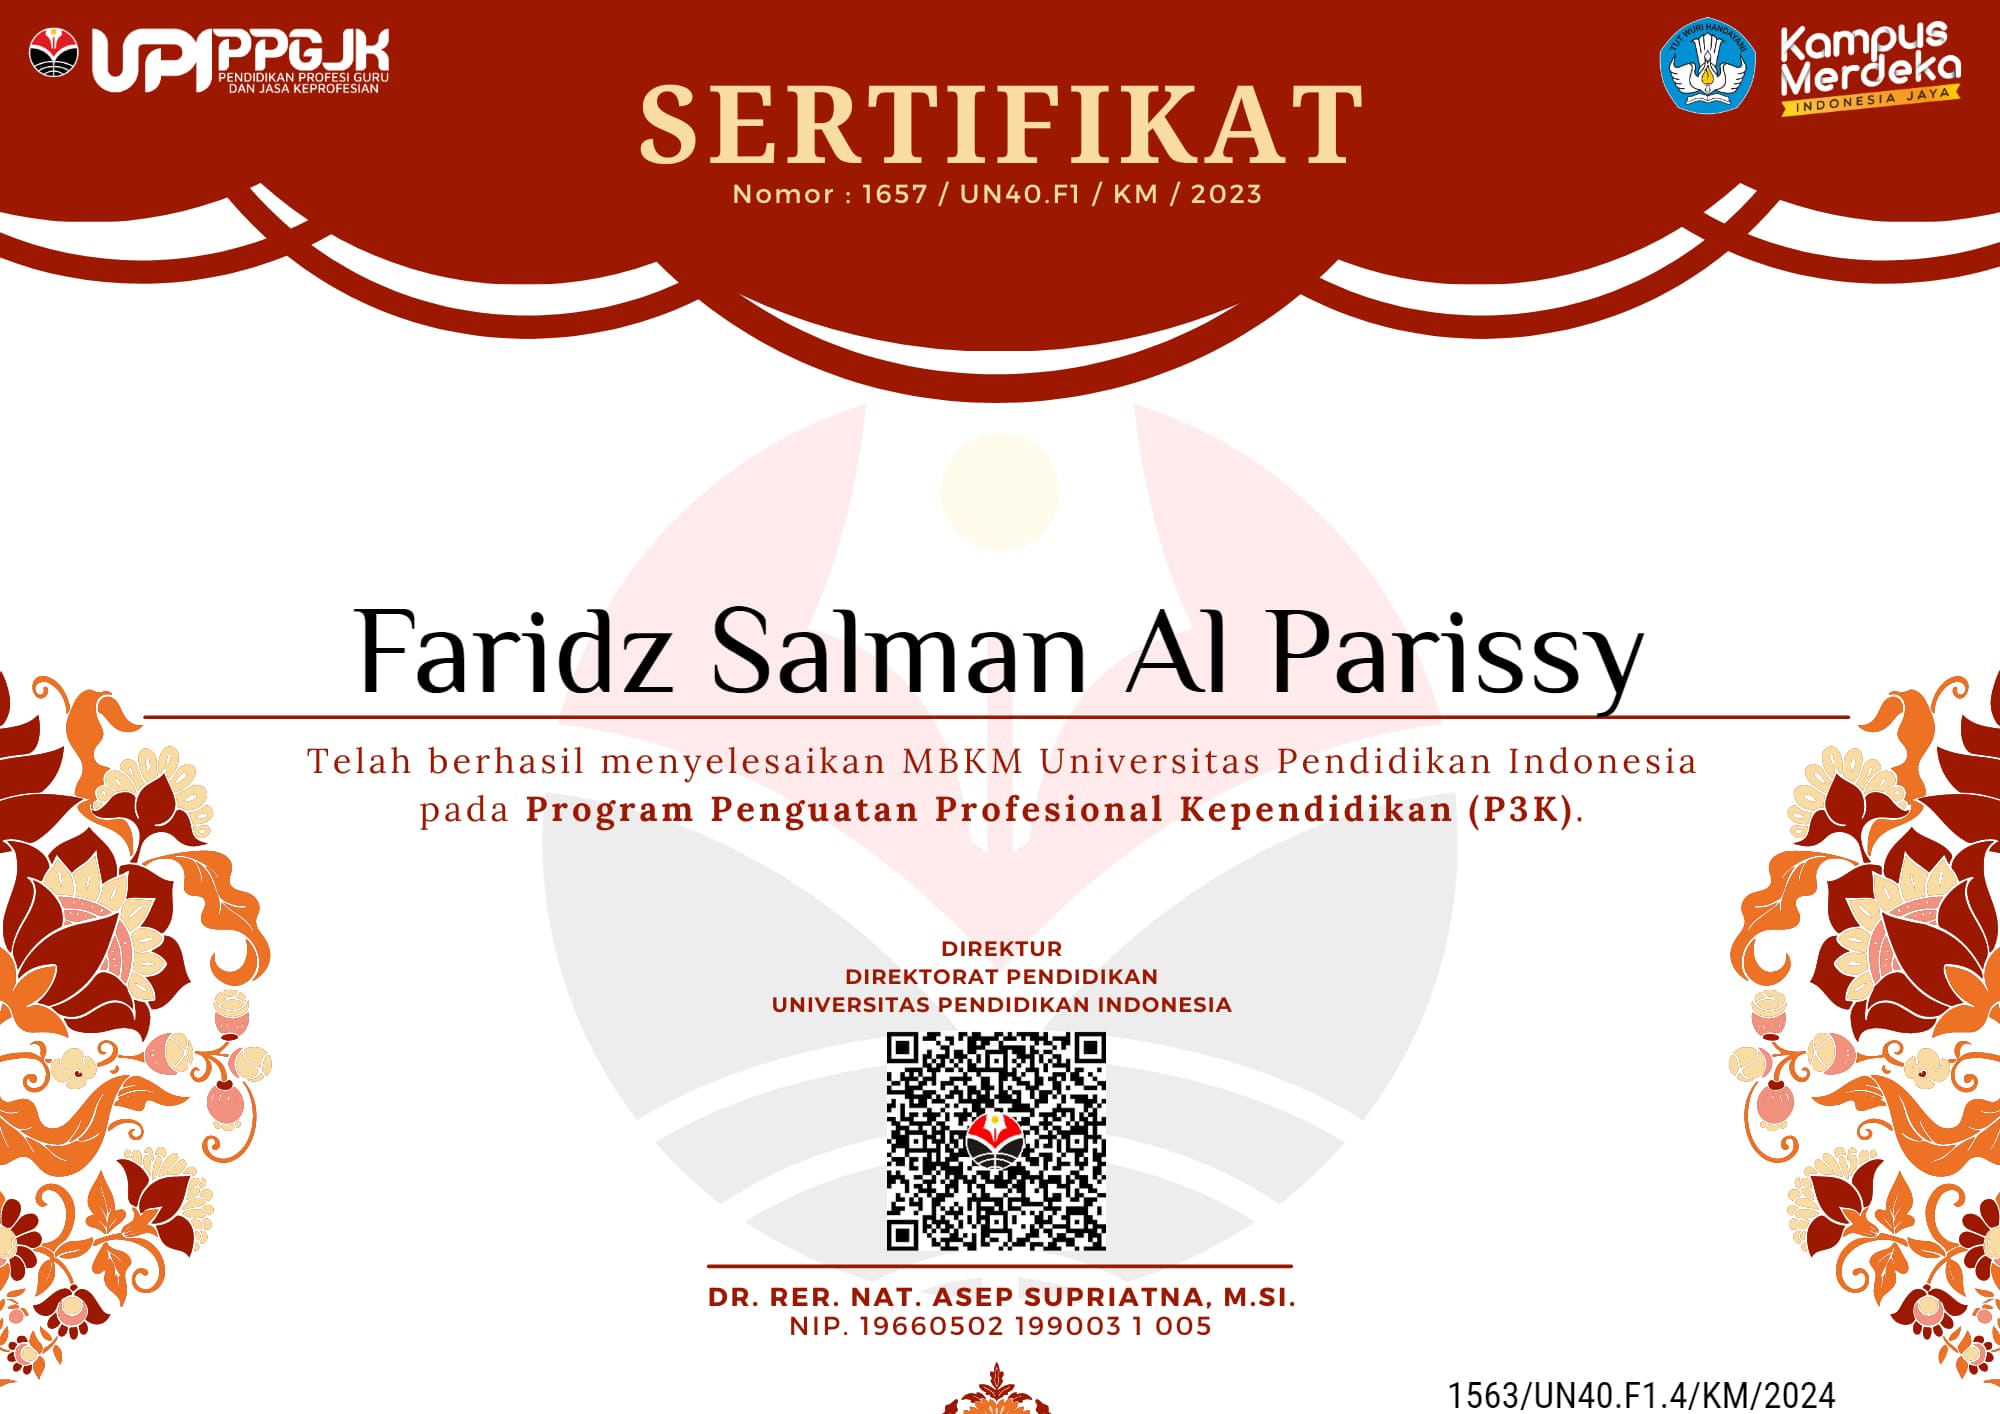 UPI PPGJK
PENDIDIKAN PROFESI GURU
DAN JASA KEPROFESIAN
TUT WURI HANDAYANI
Kampus
Merdeka
INDONESIA JAYA
SERTIFIKAT
Nomor : 1657 / UN40.F1 / KM / 2023
Faridz Salman Al Parissy
Telah berhasil menyelesaikan MBKM Universitas Pendidikan Indonesia
pada Program Penguatan Profesional Kependidikan (P3K).
DIREKTUR
DIREKTORAT PENDIDIKAN
UNIVERSITAS PENDIDIKAN INDONESIA
DR. RER. NAT. ASEP SUPRIATNA, M.SI.
NIP. 19660502 199003 1 005
1563/UN40.F1.4/KM/2024